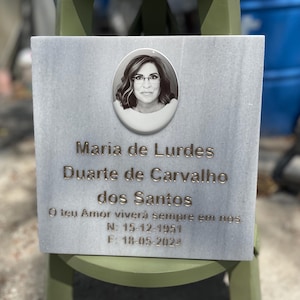 Maria de Lurdes
Duarte de Carvalho
dos Santos
O teu Amor viverá sempre em nós
N: 15-12-1951
F: 18-05-2024